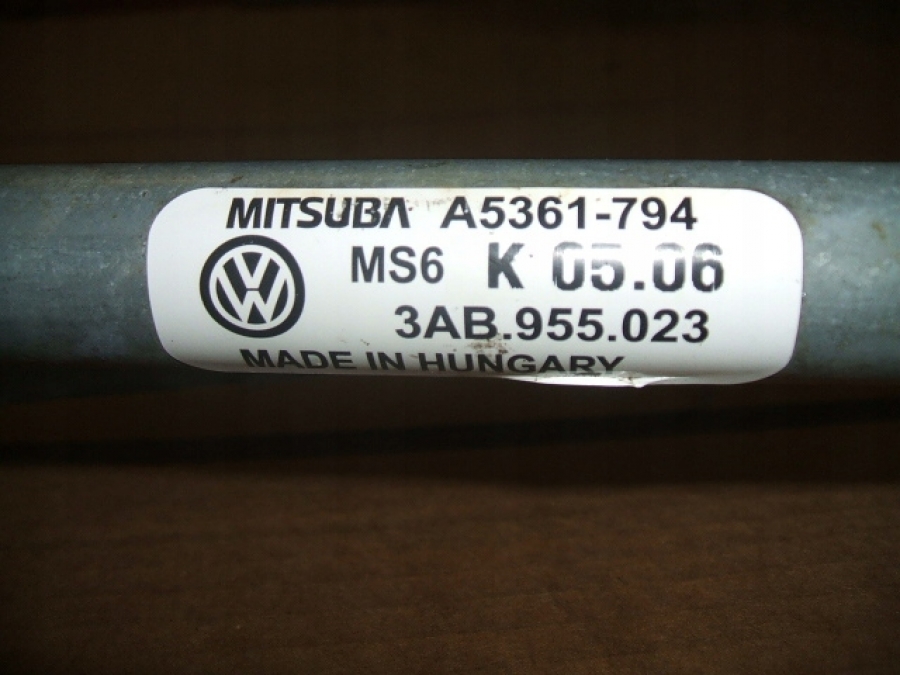 MITSUBA A5361-794
MS6 K 05.06
3AB.955.023
MADE IN HUNGARY